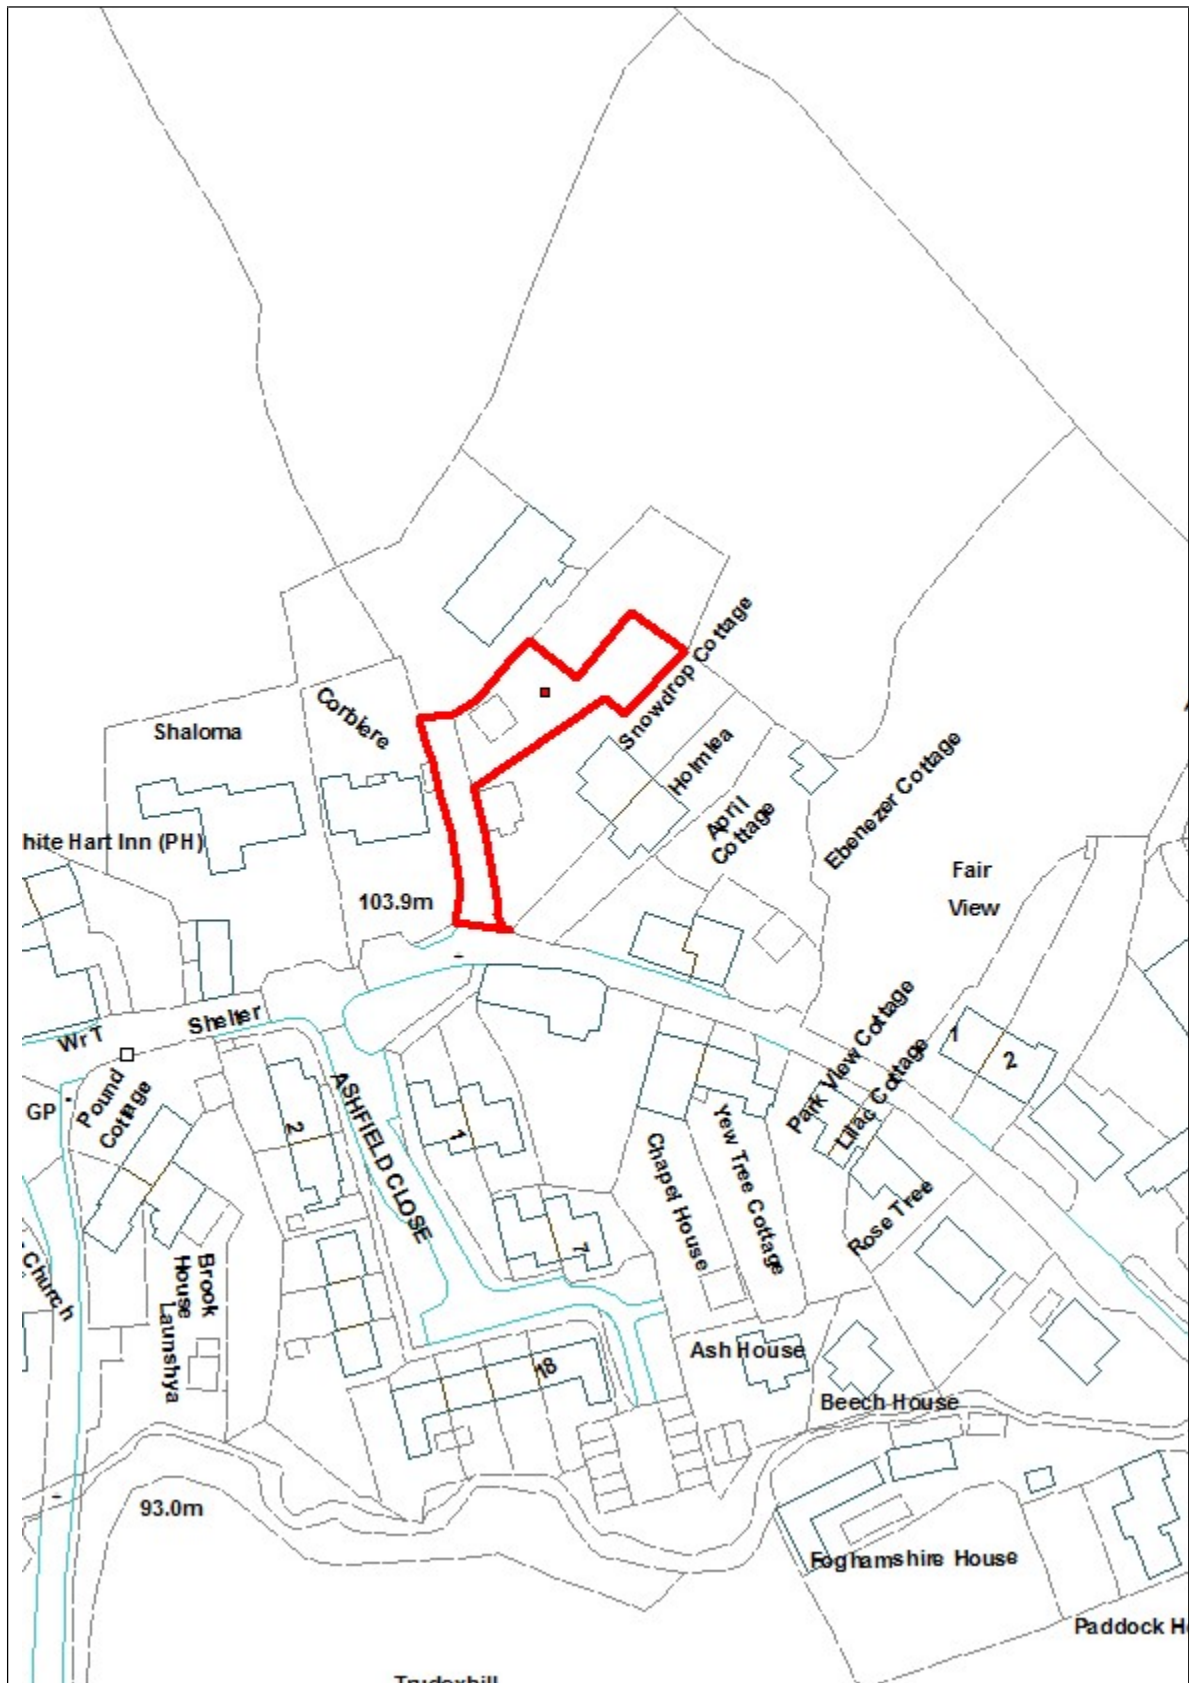 Snowdrop Cottage
Corbiere
Shaloma
Holmlea
April
Cottage
Ebenezer Cottage
hite Hart Inn (PH)
Fair
View
103.9m
Shelter
Wr T
Park View Cottage
Lilac Cottage
1
2
GP
Pound
Cottage
2
ASHFIELD CLOSE
1
Chapel House
Yew Tree Cottage
Rose Tree
7
Church
Brook
House
Launshya
18
Ash House
Beech House
93.0m
Foghamshire House
Paddock H
Trudoxhill